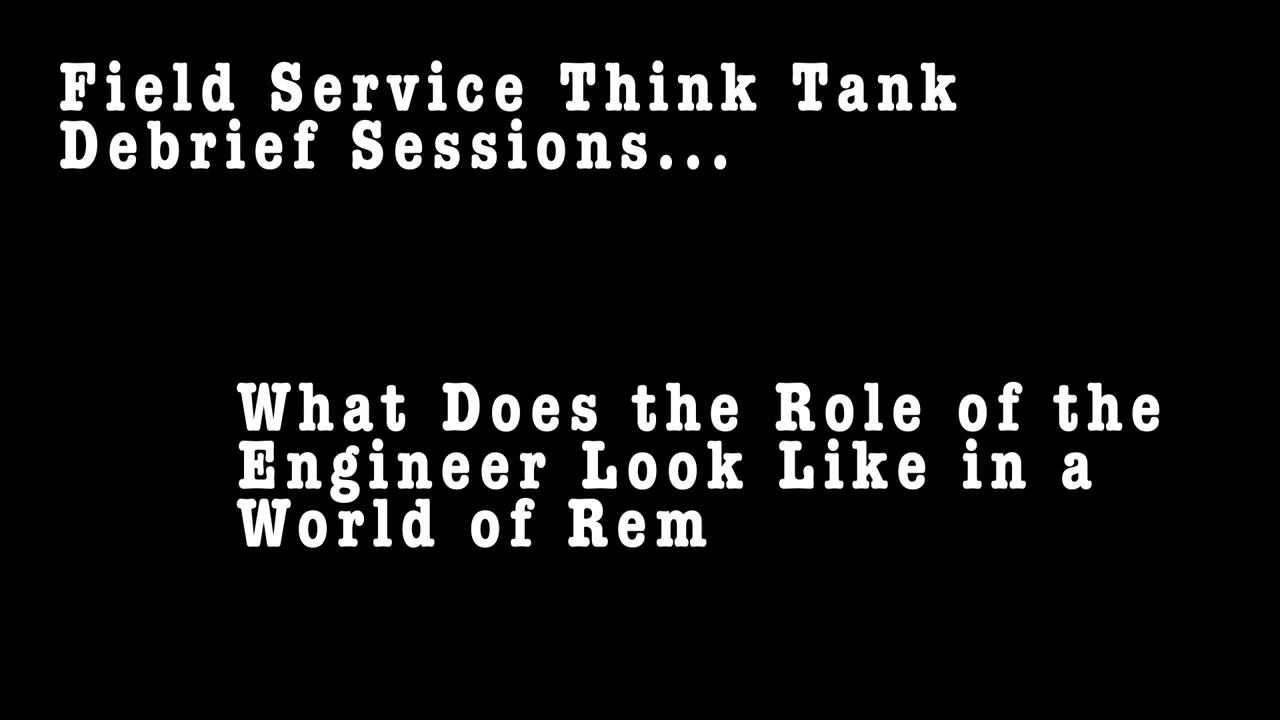 Field Service Think Tank
Debrief Sessions...
What Does the Role of the
Engineer Look Like in a
World of Rem